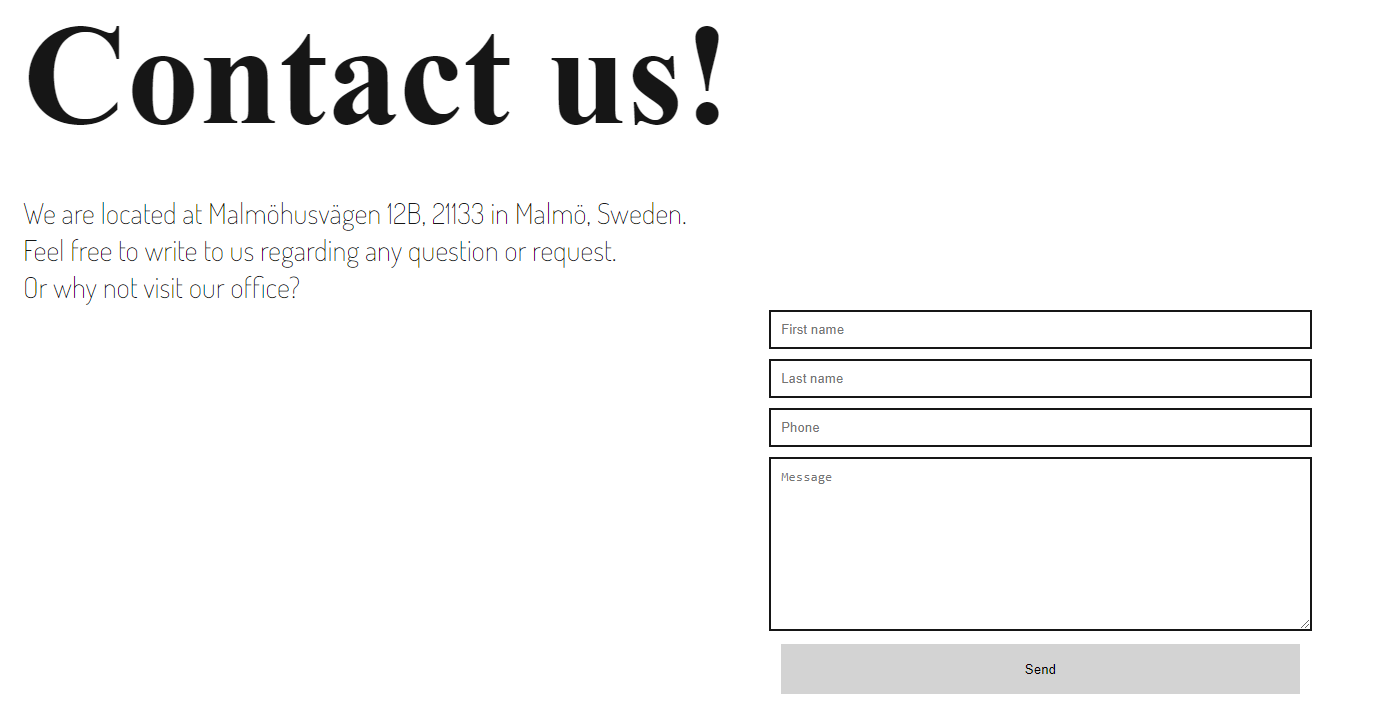 Contact us!
We are located at Malmöhusvägen 12B, 21133 in Malmö, Sweden.
Feel free to write to us regarding any question or request.
Or why not visit our office?
First name
Last name
Phone
Message
Send